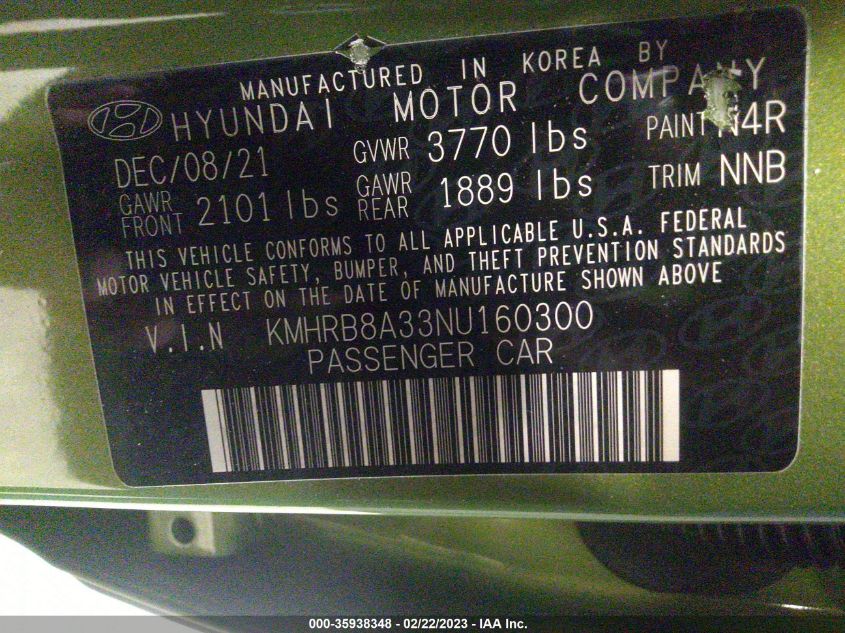 MANUFACTURED IN KOREA BY
HYUNDAI MOTOR COMPANY
DEC/08/21 GVWR 3770 lbs PAINT N4R
GAWR FRONT 2101 lbs GAWR REAR 1889 lbs TRIM NNB
THIS VEHICLE CONFORMS TO ALL APPLICABLE U.S.A. FEDERAL
MOTOR VEHICLE SAFETY, BUMPER, AND THEFT PREVENTION STANDARDS
IN EFFECT ON THE DATE OF MANUFACTURE SHOWN ABOVE
V.I.N KMHRB8A33NU160300
PASSENGER CAR
000-35938348 - 02/22/2023 - IAA Inc.